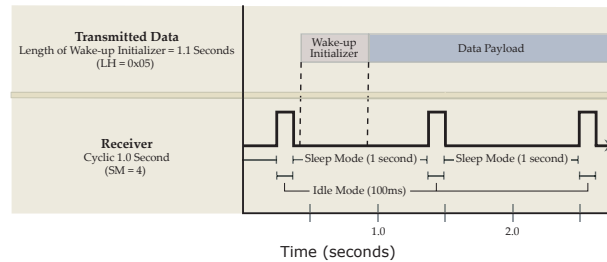 Transmitted Data
Length of Wake-up Initializer = 1.1 Seconds
(LH = 0x05)
Wake-up
Initializer
Data Payload
Receiver
Cyclic 1.0 Second
(SM = 4)
Sleep Mode (1 second)
Sleep Mode (1 second)
Idle Mode (100ms)
1.0
2.0
Time (seconds)